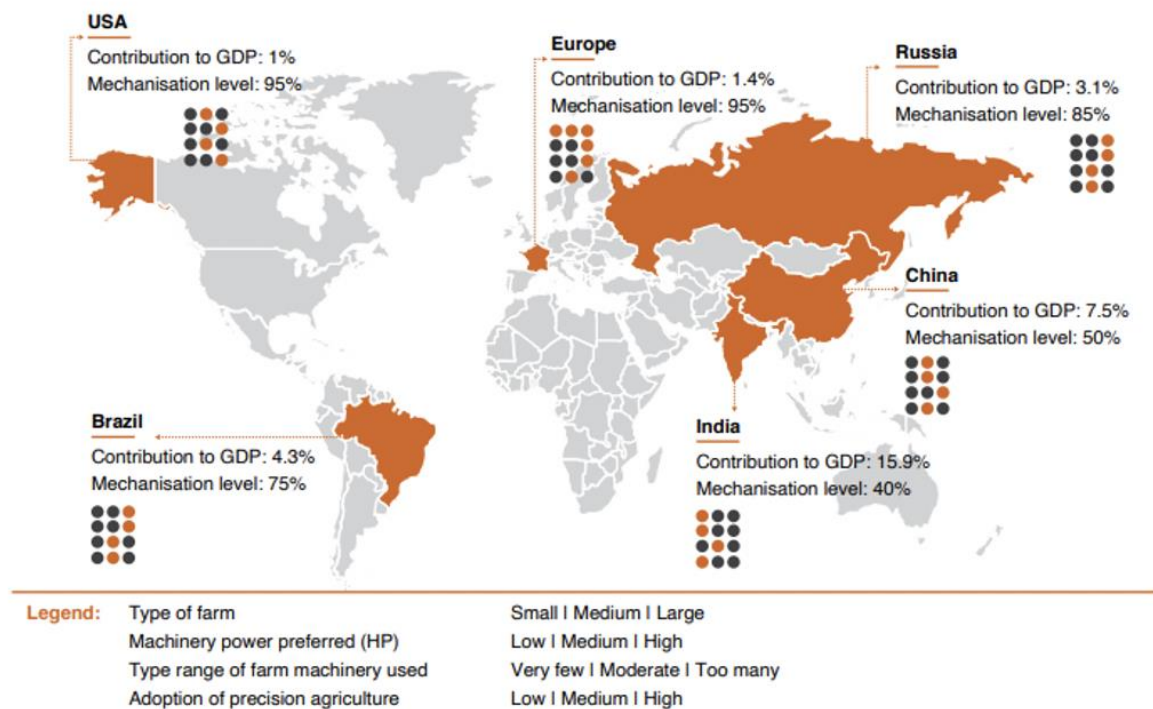 USA
Contribution to GDP: 1%
Mechanisation level: 95%
Europe
Contribution to GDP: 1.4%
Mechanisation level: 95%
Russia
Contribution to GDP: 3.1%
Mechanisation level: 85%
China
Contribution to GDP: 7.5%
Mechanisation level: 50%
Brazil
Contribution to GDP: 4.3%
Mechanisation level: 75%
India
Contribution to GDP: 15.9%
Mechanisation level: 40%
Legend: Type of farm Small I Medium I Large
Machinery power preferred (HP) Low I Medium I High
Type range of farm machinery used Very few I Moderate I Too many
Adoption of precision agriculture Low I Medium I High